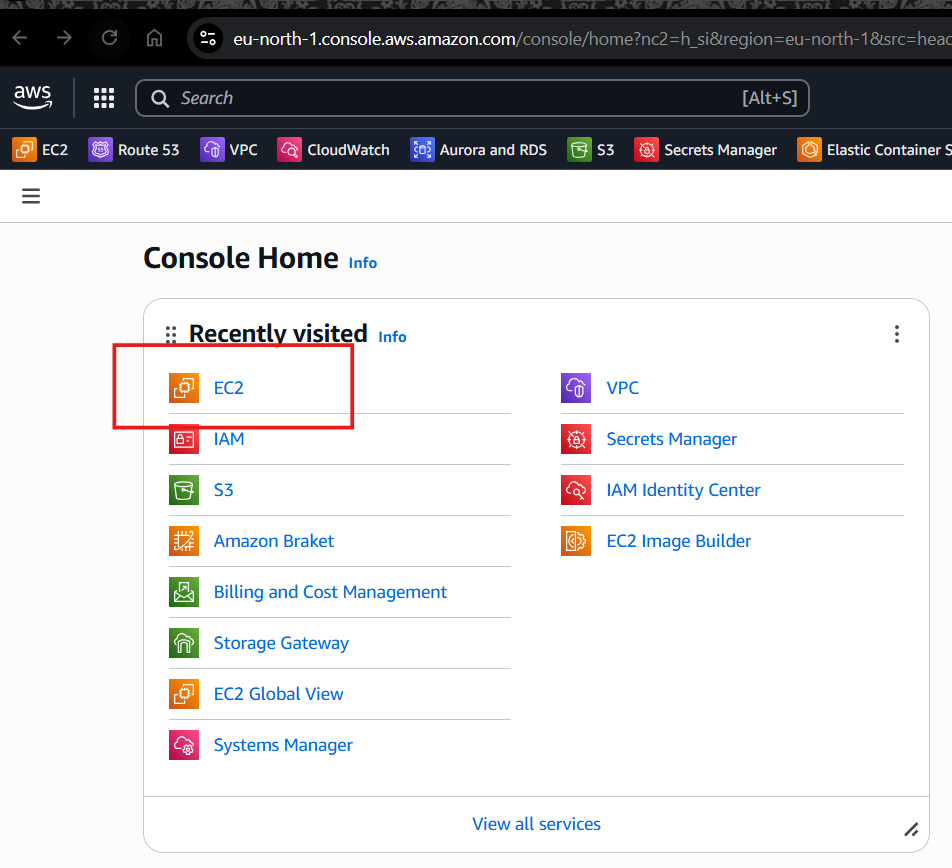 eu-north-1.console.aws.amazon.com/console/home?nc2=h_si&region=eu-north-1&src=head
aws
Search [Alt+S]
EC2 Route 53 VPC CloudWatch Aurora and RDS S3 Secrets Manager Elastic Container S
Console Home Info
Recently visited Info
EC2
IAM
S3
Amazon Braket
Billing and Cost Management
Storage Gateway
EC2 Global View
Systems Manager
VPC
Secrets Manager
IAM Identity Center
EC2 Image Builder
View all services